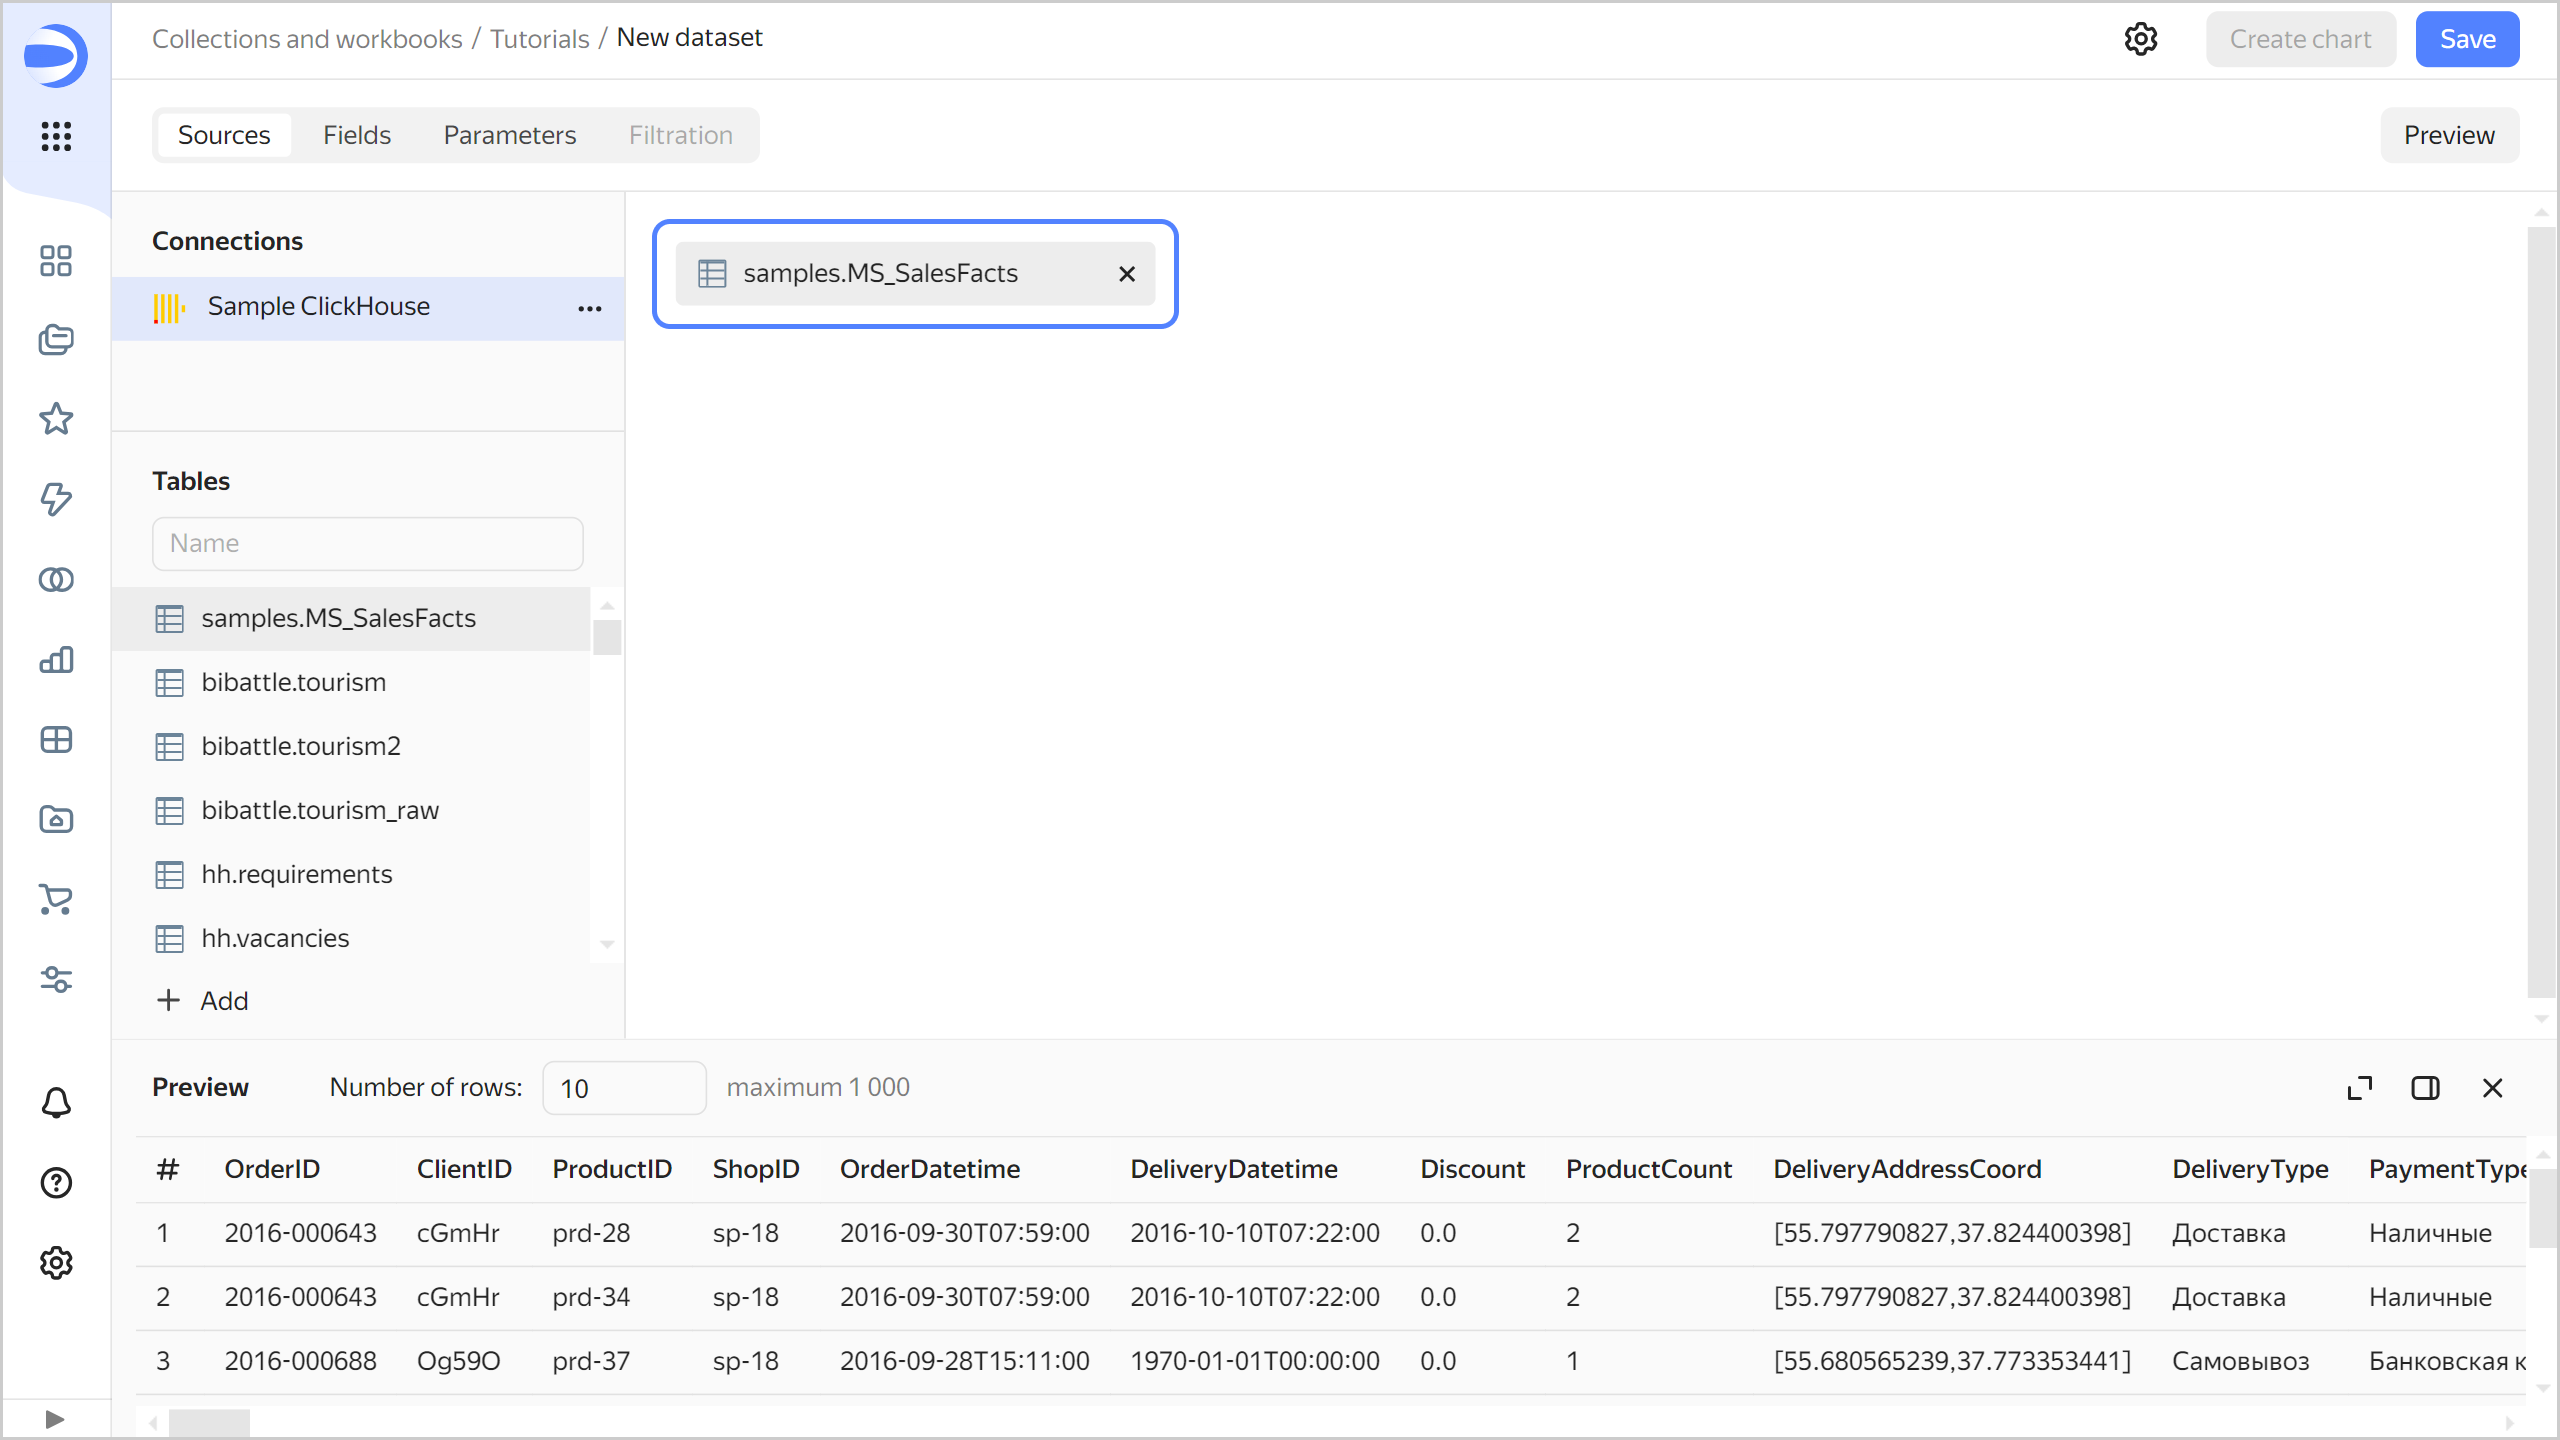 Collections and workbooks / Tutorials / New dataset
Create chart
Save
Sources
Fields
Parameters
Filtration
Preview
Connections
Sample ClickHouse
samples.MS_SalesFacts
Tables
Name
samples.MS_SalesFacts
bibattle.tourism
bibattle.tourism2
bibattle.tourism_raw
hh.requirements
hh.vacancies
+ Add
Preview Number of rows: 10 maximum 1 000
# OrderID ClientID ProductID ShopID OrderDatetime DeliveryDatetime Discount ProductCount DeliveryAddressCoord DeliveryType PaymentType
1 2016-000643 cGmHr prd-28 sp-18 2016-09-30T07:59:00 2016-10-10T07:22:00 0.0 2 [55.797790827,37.824400398] Доставка Наличные
2 2016-000643 cGmHr prd-34 sp-18 2016-09-30T07:59:00 2016-10-10T07:22:00 0.0 2 [55.797790827,37.824400398] Доставка Наличные
3 2016-000688 Og59O prd-37 sp-18 2016-09-28T15:11:00 1970-01-01T00:00:00 0.0 1 [55.680565239,37.773353441] Самовывоз Банковская к